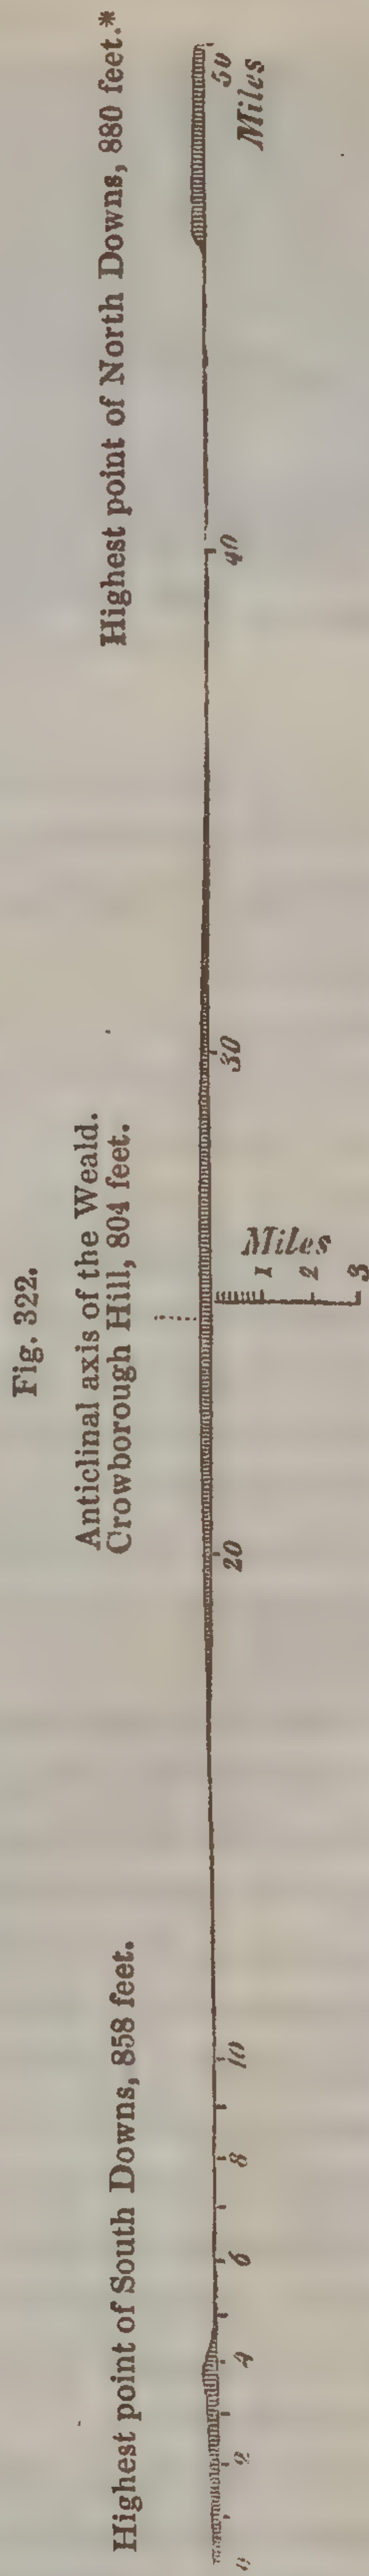 Fig. 322.
Anticlinal axis of the Weald.
Crowborough Hill, 804 feet.
Highest point of South Downs, 858 feet.
Highest point of North Downs, 880 feet.*
0 2 4 6 8 10 20 30 40 50
Miles
Miles
1
2
3